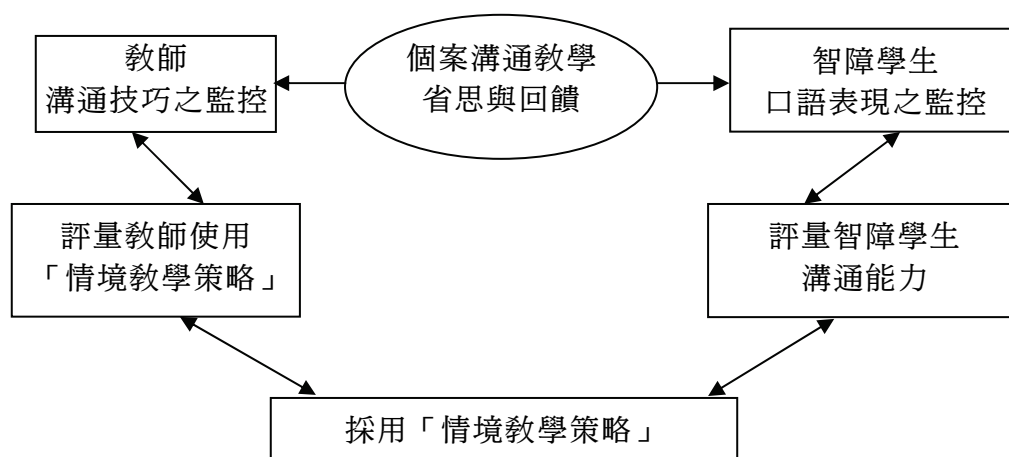 教師
溝通技巧之監控
個案溝通教學
省思與回饋
智障學生
口語表現之監控
評量教師使用
「情境教學策略」
評量智障學生
溝通能力
採用「情境教學策略」